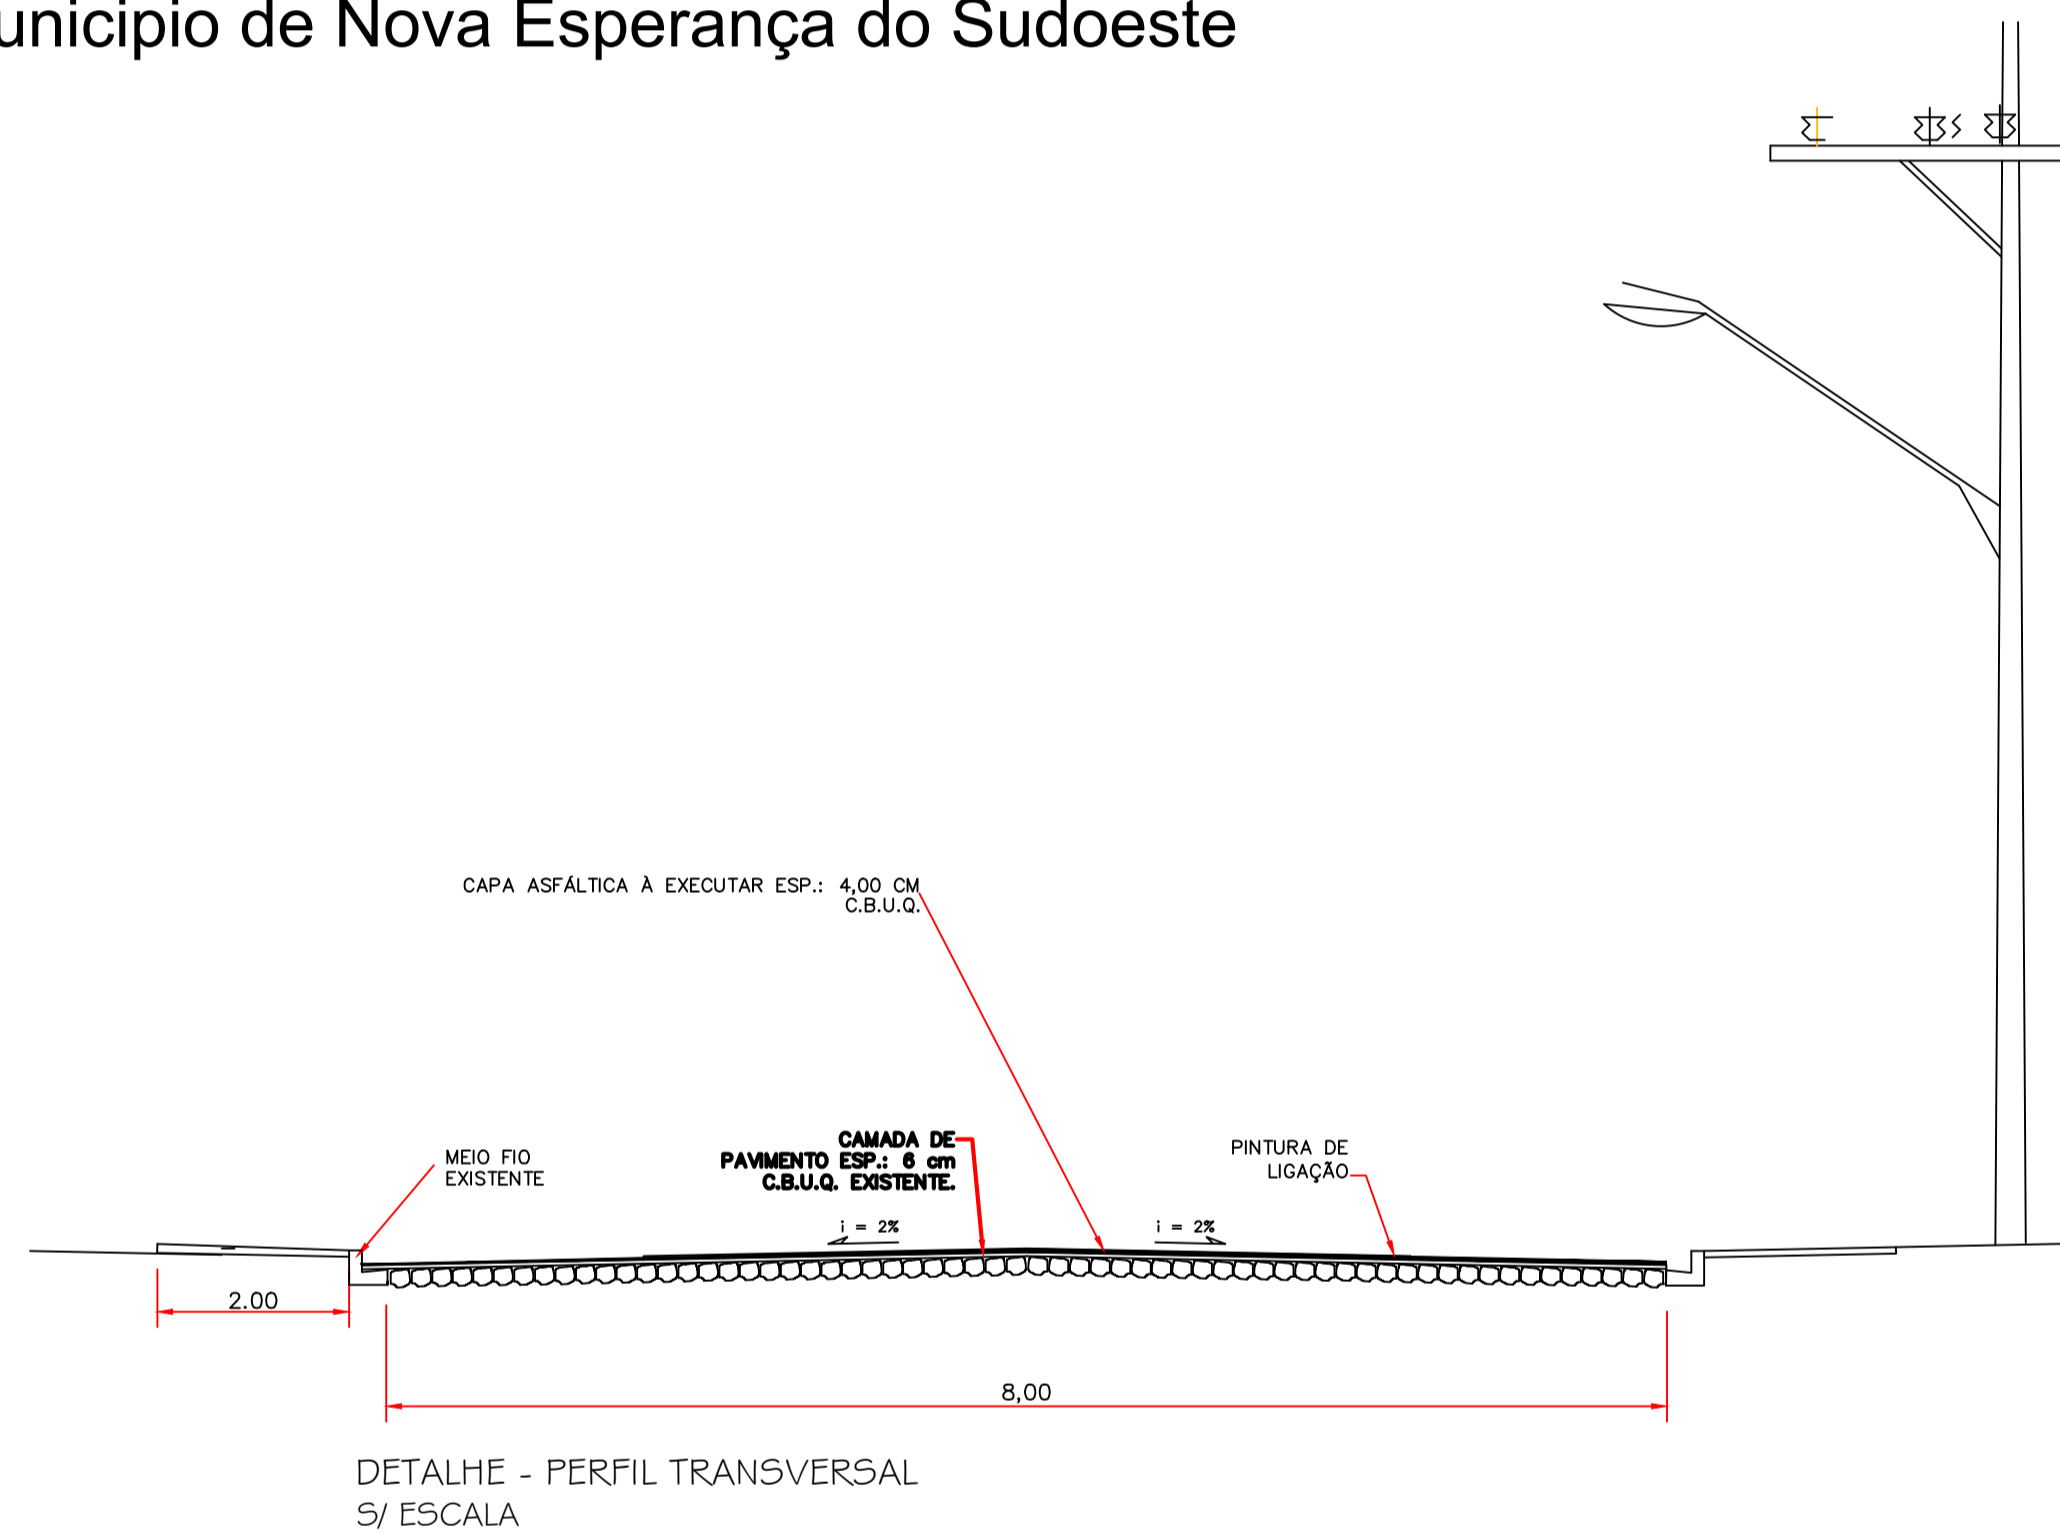 unicipio de Nova Esperança do Sudoeste
CAPA ASFÁLTICA À EXECUTAR ESP.: 4,00 CM
C.B.U.Q.
CAMADA DE
PAVIMENTO ESP.: 6 cm
C.B.U.Q. EXISTENTE.
MEIO FIO
EXISTENTE
PINTURA DE
LIGAÇÃO
i = 2%
i = 2%
2.00
8,00
DETALHE - PERFIL TRANSVERSAL
S/ ESCALA